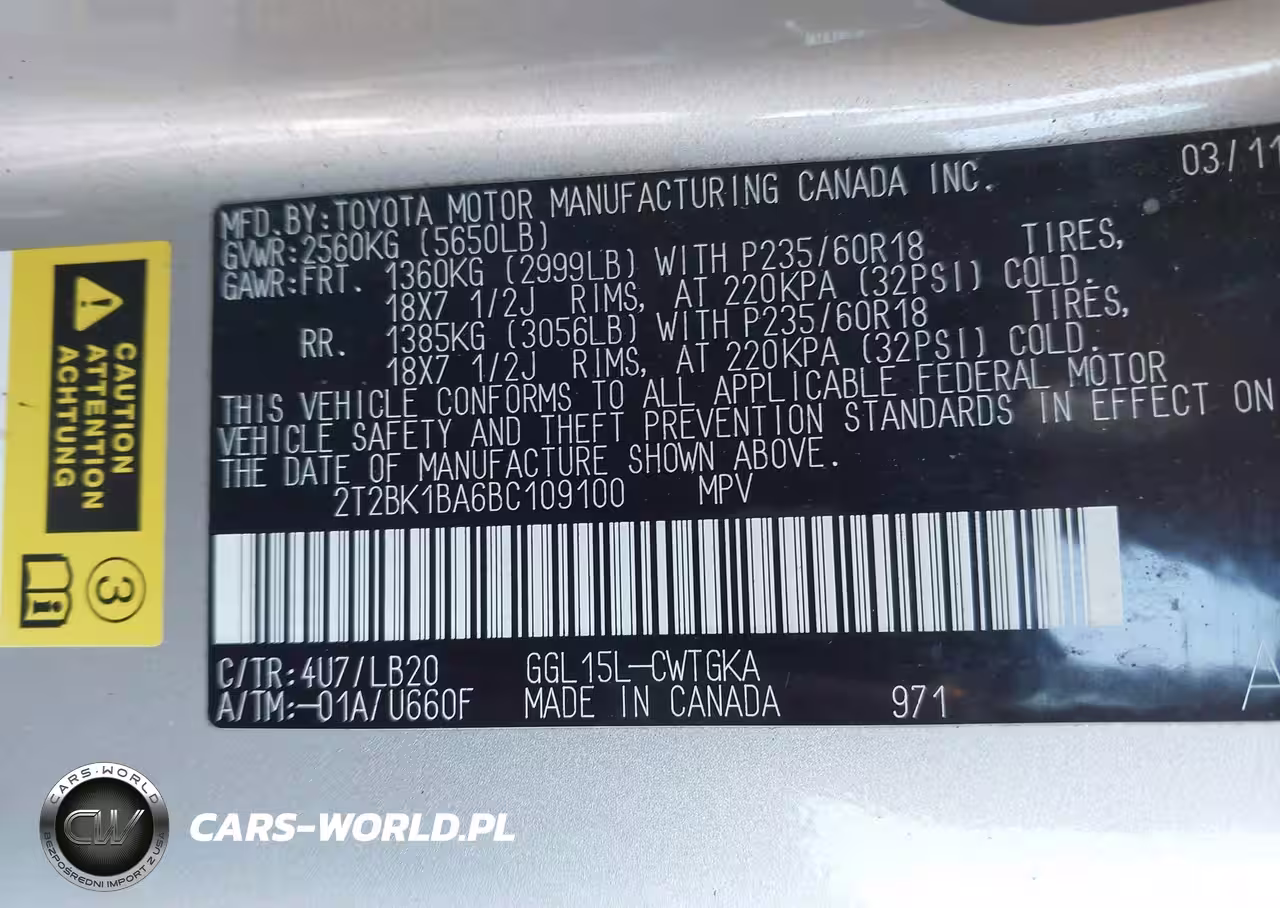 03/11
MFD.BY:TOYOTA MOTOR MANUFACTURING CANADA INC.
GVWR:2560KG (5650LB)
GAWR:FRT. 1360KG (2999LB) WITH P235/60R18 TIRES,
18X7 1/2J RIMS, AT 220KPA (32PSI) COLD.
RR. 1385KG (3056LB) WITH P235/60R18 TIRES,
18X7 1/2J RIMS, AT 220KPA (32PSI) COLD.
THIS VEHICLE CONFORMS TO ALL APPLICABLE FEDERAL MOTOR
VEHICLE SAFETY AND THEFT PREVENTION STANDARDS IN EFFECT ON
THE DATE OF MANUFACTURE SHOWN ABOVE.
2T2BK1BA6BC109100 MPV
C/TR:4U7/LB20 GGL15L-CWTGKA A
A/TM:-01A/U660F MADE IN CANADA 971
CAUTION
ATTENTION
ACHTUNG
3
i
CARS-WORLD
CW
BEZPOŚREDNI IMPORT Z USA
CARS-WORLD.PL